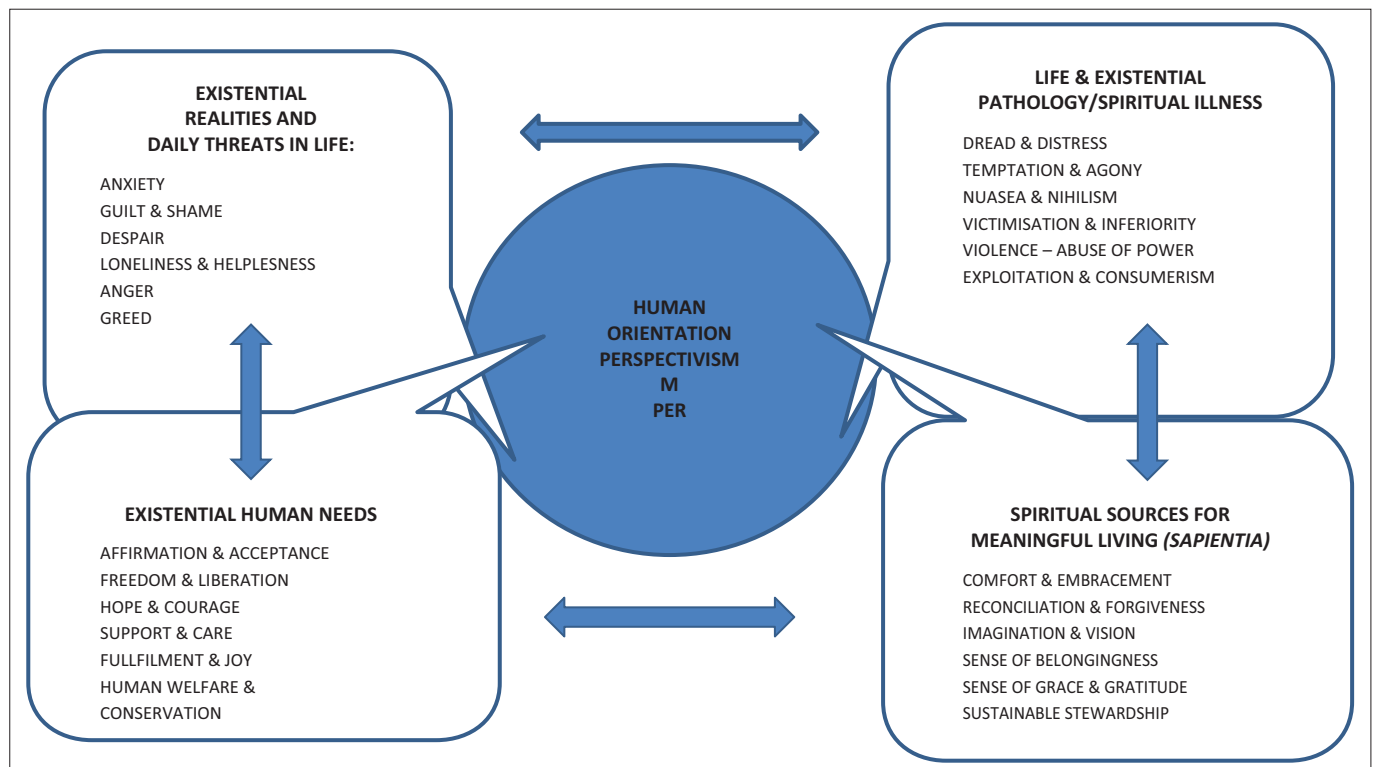 EXISTENTIAL
REALITIES AND
DAILY THREATS IN LIFE:
ANXIETY
GUILT & SHAME
DESPAIR
LONELINESS & HELPLESNESS
ANGER
GREED
LIFE & EXISTENTIAL
PATHOLOGY/SPIRITUAL ILLNESS
DREAD & DISTRESS
TEMPTATION & AGONY
NUASEA & NIHILISM
VICTIMISATION & INFERIORITY
VIOLENCE – ABUSE OF POWER
EXPLOITATION & CONSUMERISM
HUMAN
ORIENTATION
PERSPECTIVISM
M
PER
EXISTENTIAL HUMAN NEEDS
AFFIRMATION & ACCEPTANCE
FREEDOM & LIBERATION
HOPE & COURAGE
SUPPORT & CARE
FULLFILMENT & JOY
HUMAN WELFARE &
CONSERVATION
SPIRITUAL SOURCES FOR
MEANINGFUL LIVING (SAPIENTIA)
COMFORT & EMBRACEMENT
RECONCILIATION & FORGIVENESS
IMAGINATION & VISION
SENSE OF BELONGINGNESS
SENSE OF GRACE & GRATITUDE
SUSTAINABLE STEWARDSHIP